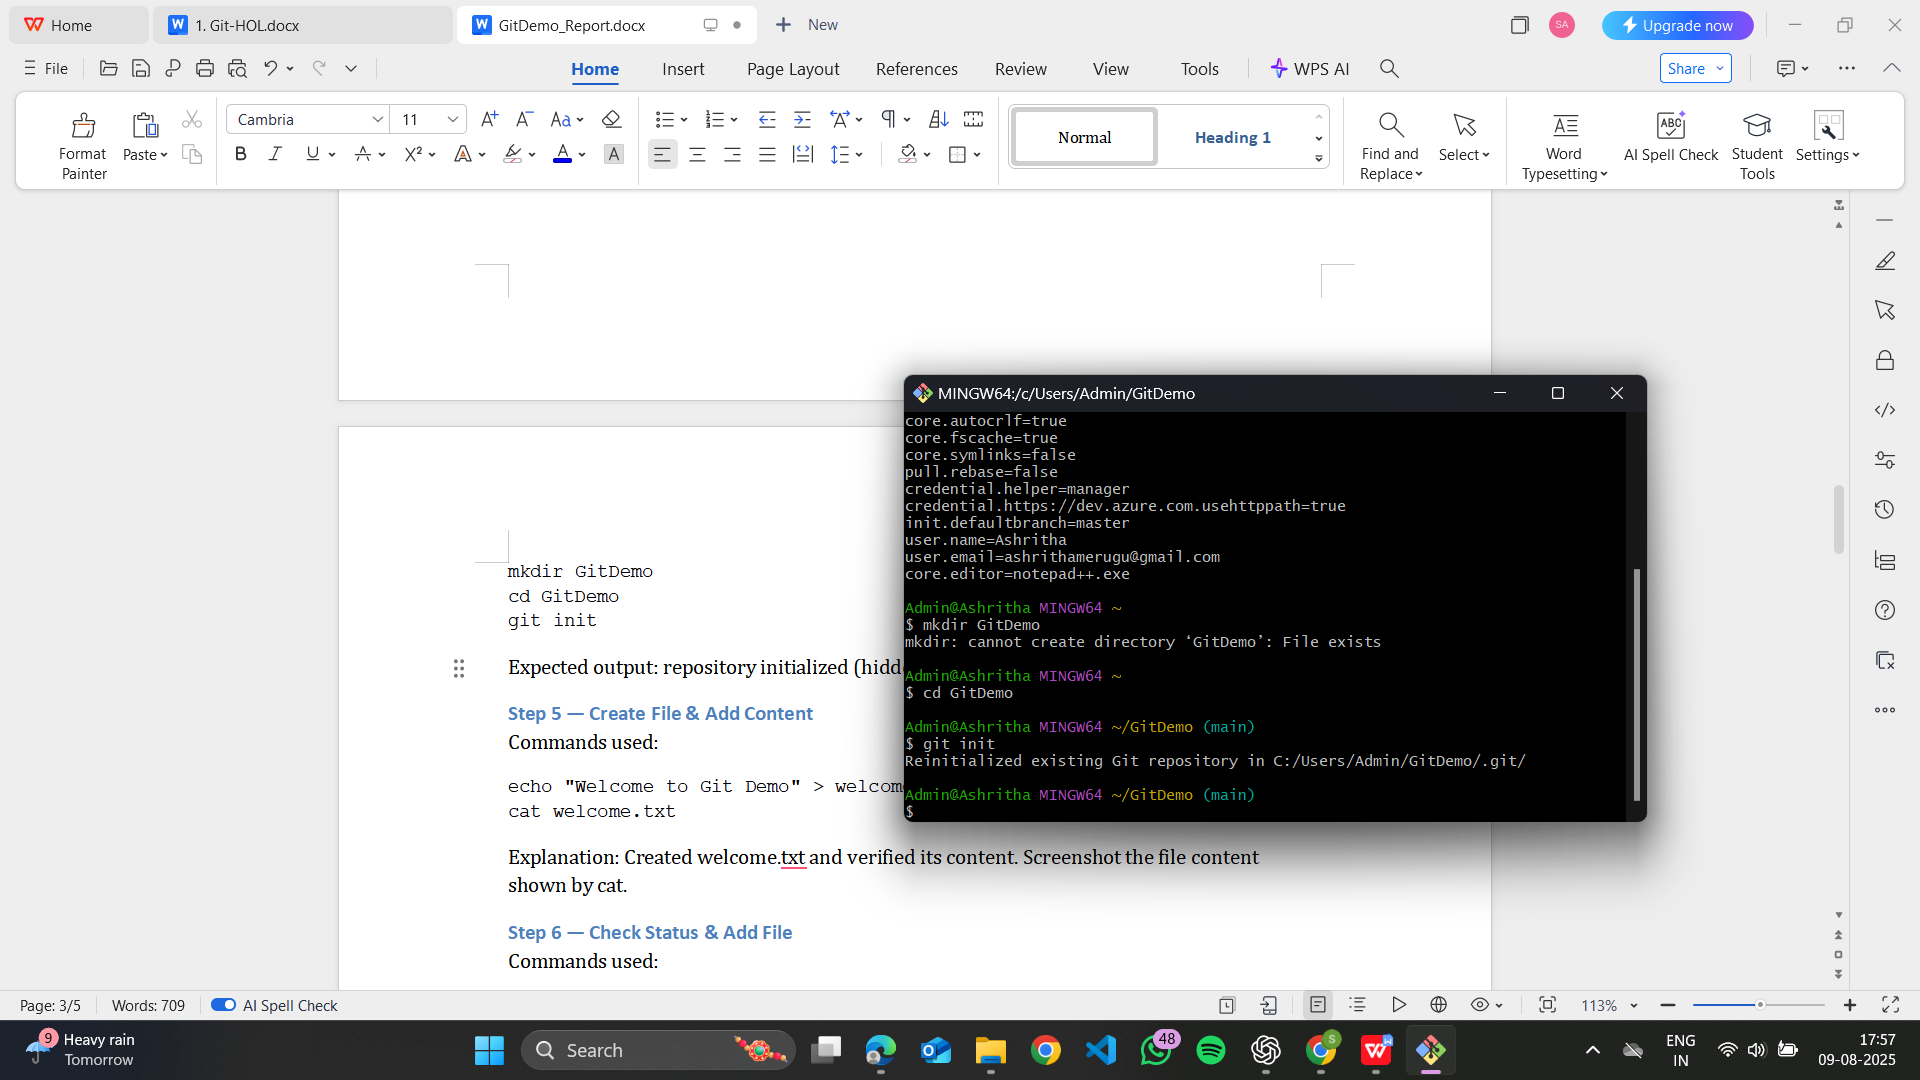 Home
1. Git-HOL.docx
GitDemo_Report.docx
New
SA
Upgrade now
File
Home
Insert
Page Layout
References
Review
View
Tools
WPS AI
Share
Format Painter
Paste
Cambria
11
Normal
Heading 1
Find and Replace
Select
Word Typesetting
AI Spell Check
Student Tools
Settings
mkdir GitDemo
cd GitDemo
git init
Expected output: repository initialized (hidd
Step 5 — Create File & Add Content
Commands used:
echo "Welcome to Git Demo" > welcom
cat welcome.txt
Explanation: Created welcome.txt and verified its content. Screenshot the file content
shown by cat.
Step 6 — Check Status & Add File
Commands used:
MINGW64:/c/Users/Admin/GitDemo
core.autocrlf=true
core.fscache=true
core.symlinks=false
pull.rebase=false
credential.helper=manager
credential.https://dev.azure.com.usehttppath=true
init.defaultbranch=master
user.name=Ashritha
user.email=ashrithamerugu@gmail.com
core.editor=notepad++.exe
Admin@Ashritha MINGW64 ~
$ mkdir GitDemo
mkdir: cannot create directory ‘GitDemo’: File exists
Admin@Ashritha MINGW64 ~
$ cd GitDemo
Admin@Ashritha MINGW64 ~/GitDemo (main)
$ git init
Reinitialized existing Git repository in C:/Users/Admin/GitDemo/.git/
Admin@Ashritha MINGW64 ~/GitDemo (main)
$
Page: 3/5
Words: 709
AI Spell Check
113%
9
Heavy rain
Tomorrow
Search
48
S
ENG
IN
17:57
09-08-2025